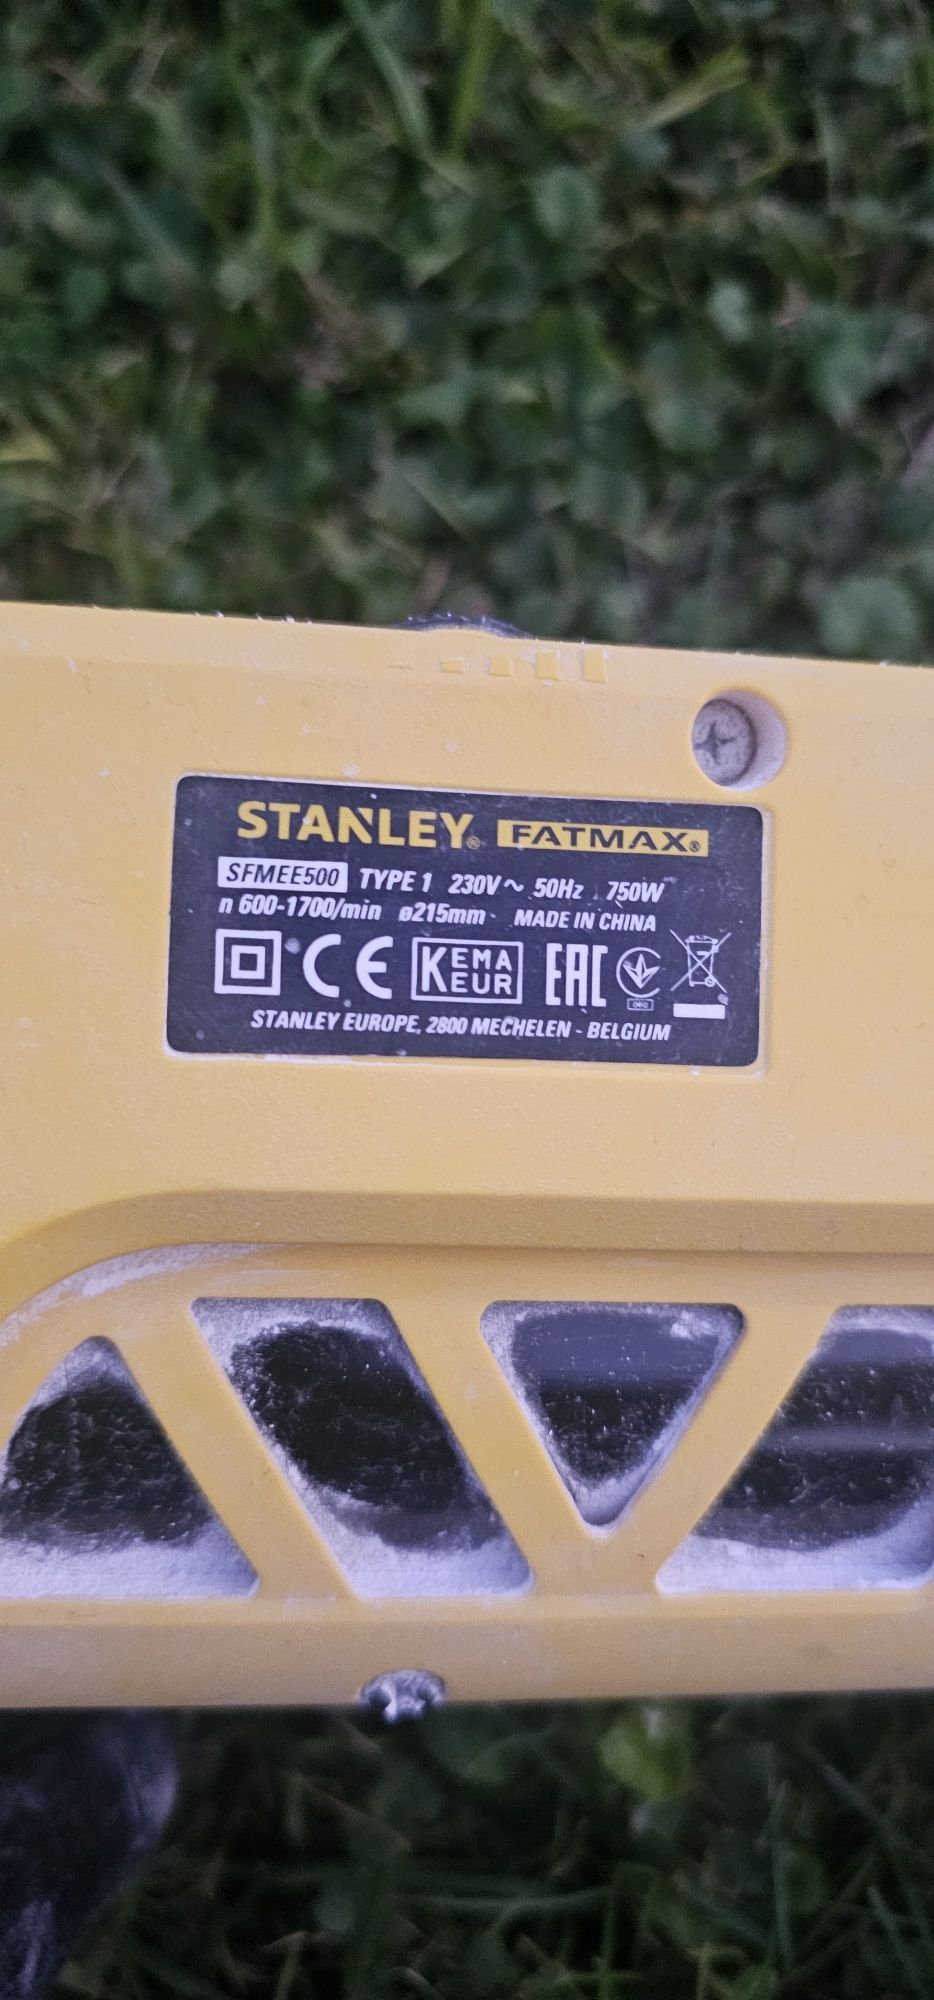 STANLEY® FATMAX®
SFMEE500 TYPE 1 230V~ 50Hz 750W
n 600-1700/min ø215mm MADE IN CHINA
CE KEMA EUR EAC
STANLEY EUROPE, 2800 MECHELEN - BELGIUM